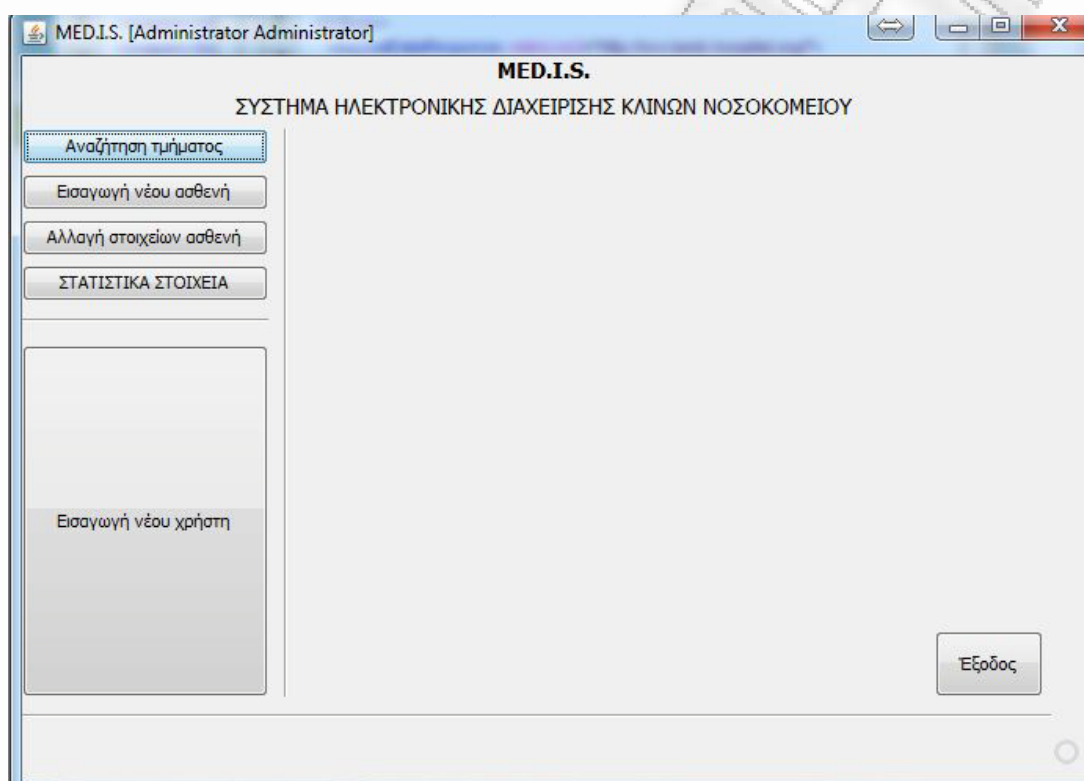 MED.I.S. [Administrator Administrator]
MED.I.S.
ΣΥΣΤΗΜΑ ΗΛΕΚΤΡΟΝΙΚΗΣ ΔΙΑΧΕΙΡΙΣΗΣ ΚΛΙΝΩΝ ΝΟΣΟΚΟΜΕΙΟΥ
Αναζήτηση τμήματος
Εισαγωγή νέου ασθενή
Αλλαγή στοιχείων ασθενή
ΣΤΑΤΙΣΤΙΚΑ ΣΤΟΙΧΕΙΑ
Εισαγωγή νέου χρήστη
Έξοδος